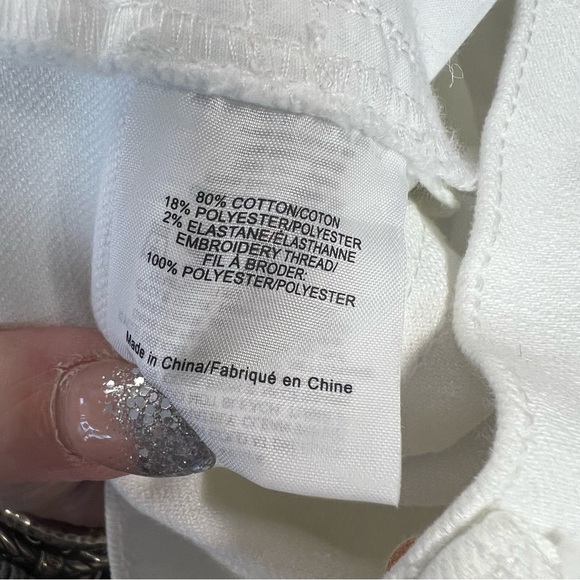 80% COTTON/COTON
18% POLYESTER/POLYESTER
2% ELASTANE/ÉLASTHANNE
EMBROIDERY THREAD/
FIL À BRODER:
100% POLYESTER/POLYESTER
Made in China/Fabriqué en Chine